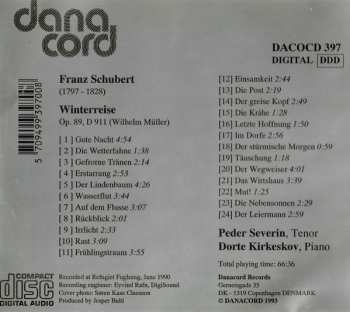 dana
cord
DACOCD 397
DIGITAL DDD
5 709499 397008
Franz Schubert
(1797 - 1828)
Winterreise
Op. 89, D 911 (Wilhelm Müller)
[ 1 ] Gute Nacht 4:54
[ 2 ] Die Wetterfahne 1:38
[ 3 ] Gefrorne Tränen 2:14
[ 4 ] Erstarrung 2:53
[ 5 ] Der Lindenbaum 4:26
[ 6 ] Wasserflut 3:34
[ 7 ] Auf dem Flusse 3:07
[ 8 ] Rückblick 2:01
[ 9 ] Irrlicht 2:33
[10] Rast 3:09
[11] Frühlingstraum 3:55
[12] Einsamkeit 2:44
[13] Die Post 2:19
[14] Der greise Kopf 2:49
[15] Die Krähe 1:28
[16] Letzte Hoffnung 1:50
[17] Im Dorfe 2:56
[18] Der stürmische Morgen 0:59
[19] Täuschung 1:18
[20] Der Wegweiser 4:01
[21] Das Wirtshaus 3:39
[22] Mut! 1:25
[23] Die Nebensonnen 2:29
[24] Der Leiermann 2:59
Peder Severin, Tenor
Dorte Kirkeskov, Piano
Total playing time: 66:36
COMPACT
disc
DIGITAL AUDIO
Recorded at Refugiet Fuglsang, June 1990
Recording engineer: Eyvind Rafn, DigiSound
Cover photo: Søren Kaas Claussen
Produced by Jesper Buhl
Danacord Records
Gernersgade 35
DK - 1319 Copenhagen DENMARK
© DANACORD 1993